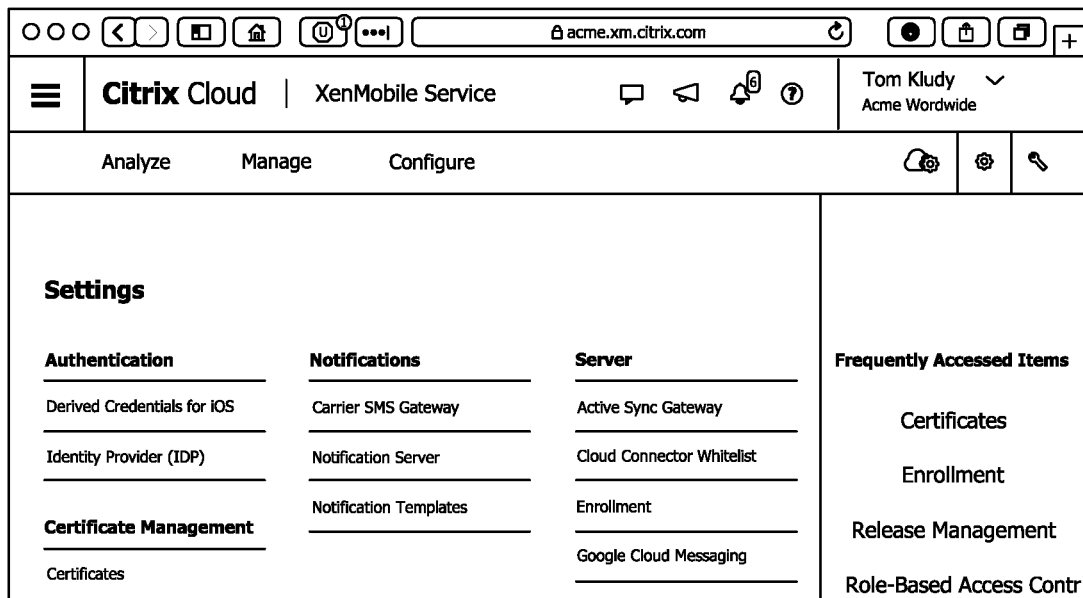 U 1
acme.xm.citrix.com
Citrix Cloud | XenMobile Service
6
?
Tom Kludy
Acme Wordwide
Analyze Manage Configure
Settings
Authentication
Derived Credentials for iOS
Identity Provider (IDP)
Certificate Management
Certificates
Notifications
Carrier SMS Gateway
Notification Server
Notification Templates
Server
Active Sync Gateway
Cloud Connector Whitelist
Enrollment
Google Cloud Messaging
Frequently Accessed Items
Certificates
Enrollment
Release Management
Role-Based Access Contr